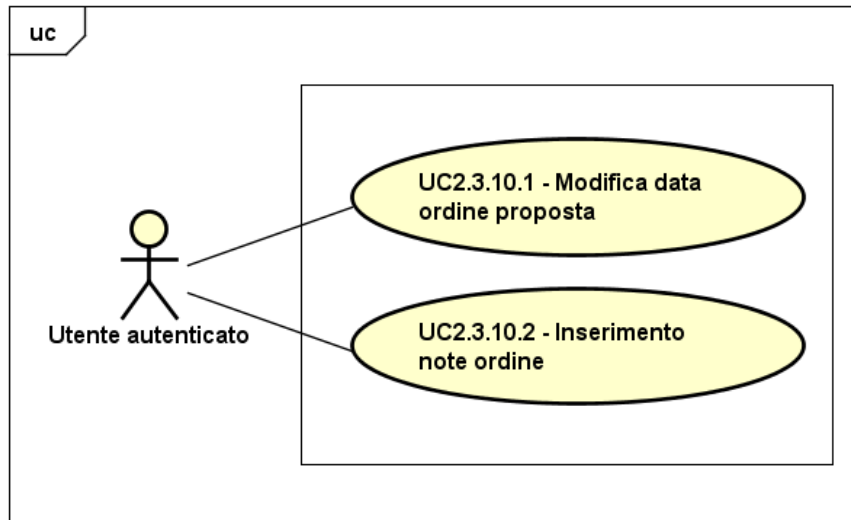 uc
UC2.3.10.1 - Modifica data
ordine proposta
Utente autenticato
UC2.3.10.2 - Inserimento
note ordine